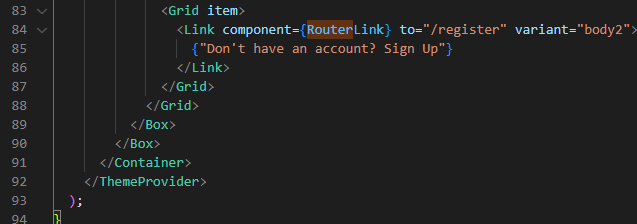 83 <Grid item>
84 <Link component={RouterLink} to="/register" variant="body2">
85 {"Don't have an account? Sign Up"}
86 </Link>
87 </Grid>
88 </Grid>
89 </Box>
90 </Box>
91 </Container>
92 </ThemeProvider>
93 );
94 }